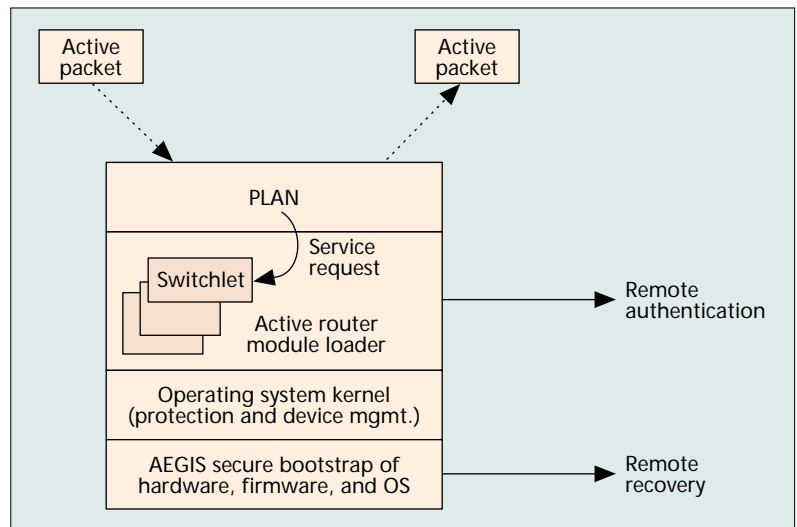 Active
packet
Active
packet
PLAN
Service
request
Switchlet
Active router
module loader
Remote
authentication
Operating system kernel
(protection and device mgmt.)
AEGIS secure bootstrap of
hardware, firmware, and OS
Remote
recovery